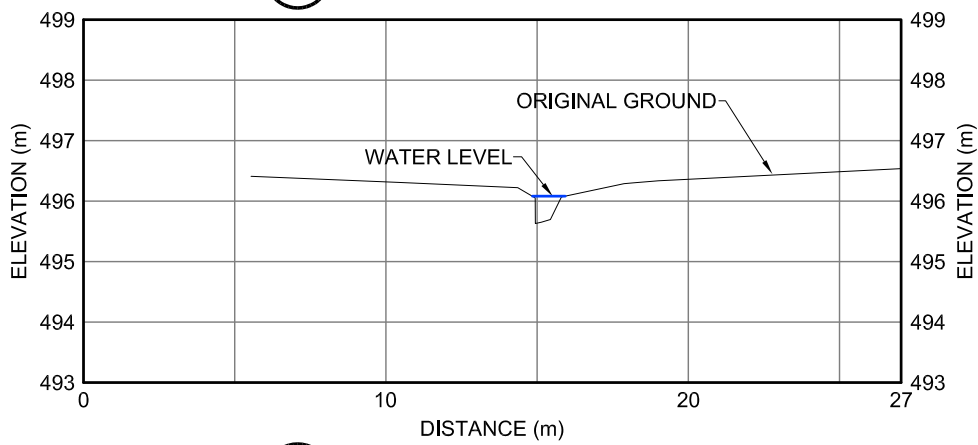 499 499
498 498
ORIGINAL GROUND
497 497
WATER LEVEL
ELEVATION (m) ELEVATION (m)
496 496
495 495
494 494
493 493
0 10 20 27
DISTANCE (m)